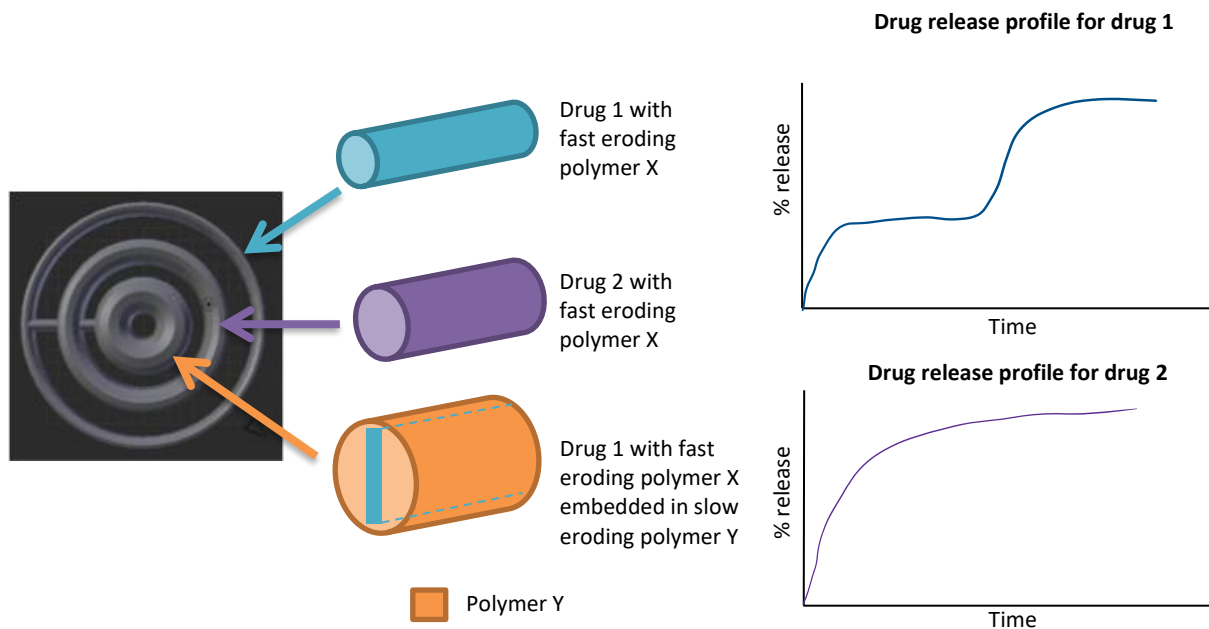 Drug 1 with
fast eroding
polymer X
Drug 2 with
fast eroding
polymer X
Drug 1 with fast
eroding polymer X
embedded in slow
eroding polymer Y
Polymer Y
Drug release profile for drug 1
% release
Time
Drug release profile for drug 2
% release
Time